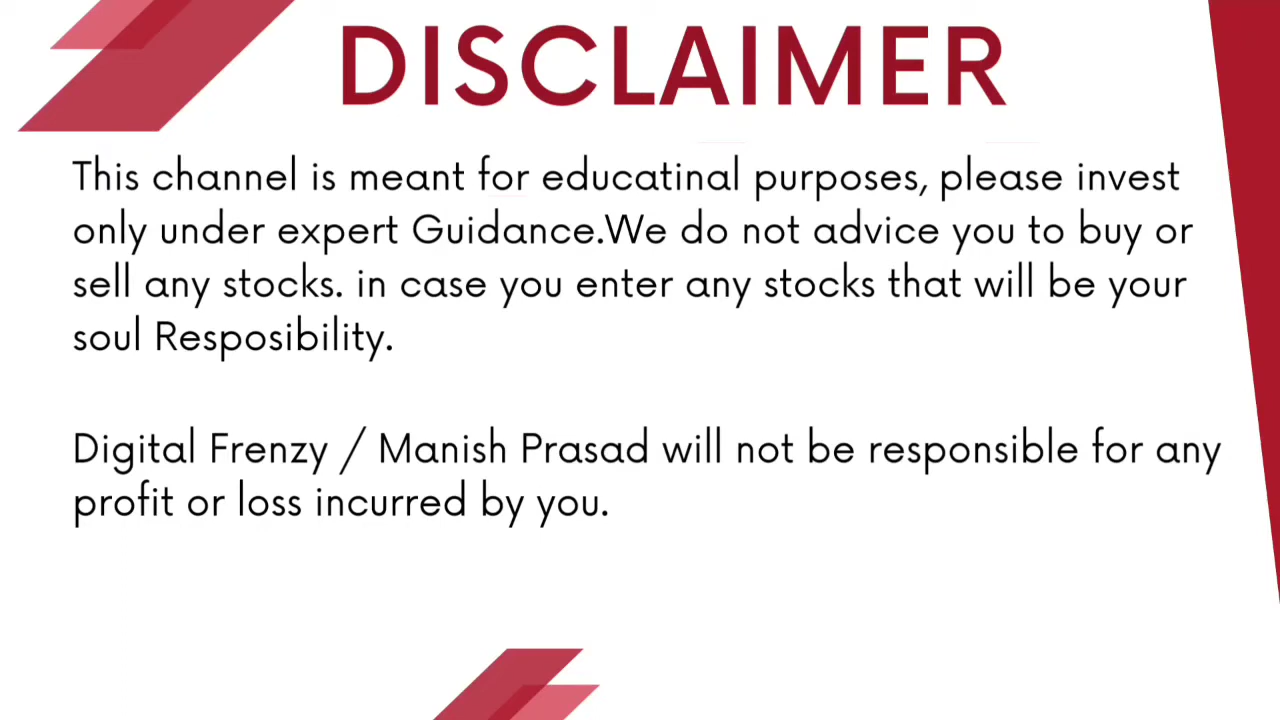 DISCLAIMER
This channel is meant for educatinal purposes, please invest
only under expert Guidance.We do not advice you to buy or
sell any stocks. in case you enter any stocks that will be your
soul Resposibility.
Digital Frenzy / Manish Prasad will not be responsible for any
profit or loss incurred by you.